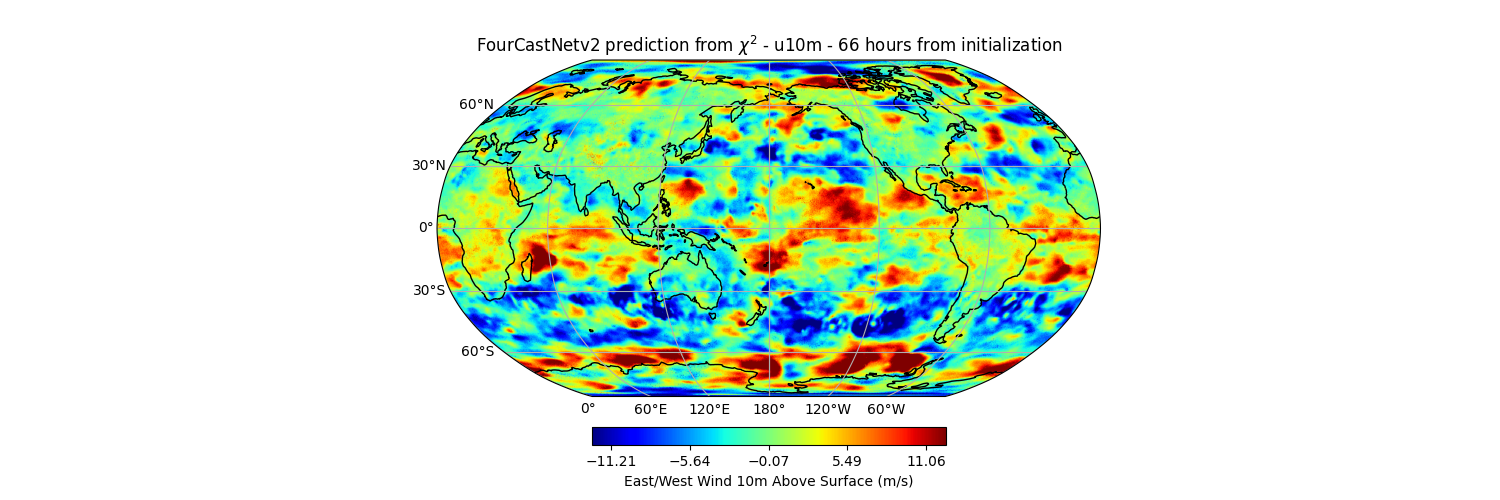 FourCastNetv2 prediction from χ² - u10m - 66 hours from initialization
60°N
30°N
0°
30°S
60°S
0° 60°E 120°E 180° 120°W 60°W
−11.21 −5.64 −0.07 5.49 11.06
East/West Wind 10m Above Surface (m/s)